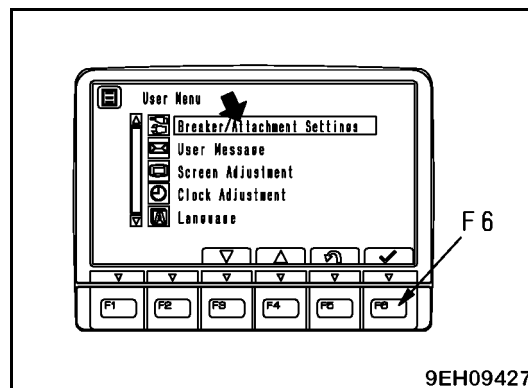 User Menu
Breaker/Attachment Settings
User Message
Screen Adjustment
Clock Adjustment
Language
F6
F1 F2 F3 F4 F5 F6
9EH09427